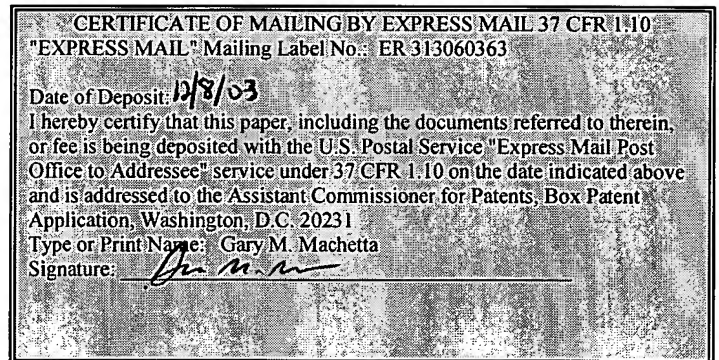 CERTIFICATE OF MAILING BY EXPRESS MAIL 37 CFR 1.10
"EXPRESS MAIL" Mailing Label No.: ER 313060363
Date of Deposit: 12/8/03
I hereby certify that this paper, including the documents referred to therein,
or fee is being deposited with the U.S. Postal Service "Express Mail Post
Office to Addressee" service under 37 CFR 1.10 on the date indicated above
and is addressed to the Assistant Commissioner for Patents, Box Patent
Application, Washington, D.C. 20231
Type or Print Name: Gary M. Machetta
Signature: